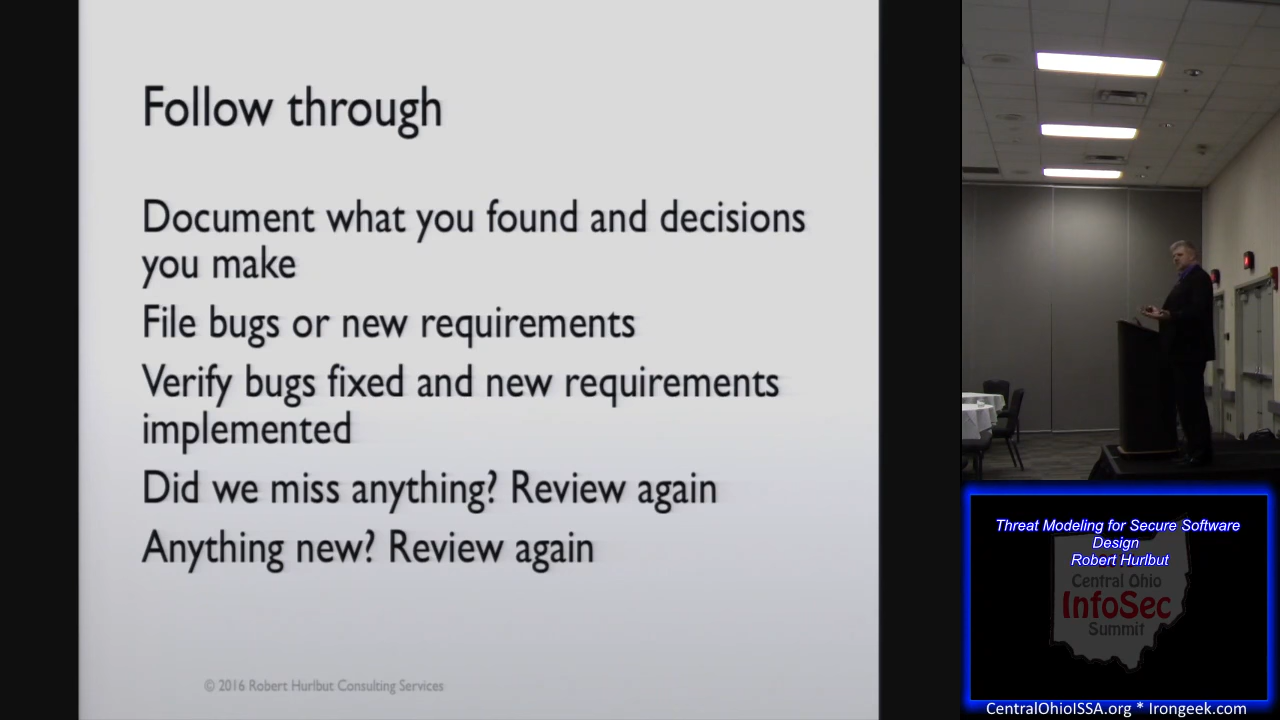 Follow through
Document what you found and decisions
you make
File bugs or new requirements
Verify bugs fixed and new requirements
implemented
Did we miss anything? Review again
Anything new? Review again
© 2016 Robert Hurlbut Consulting Services
Threat Modeling for Secure Software
Design
Robert Hurlbut
Central Ohio
InfoSec
Summit
CentralOhioISSA.org * Irongeek.com